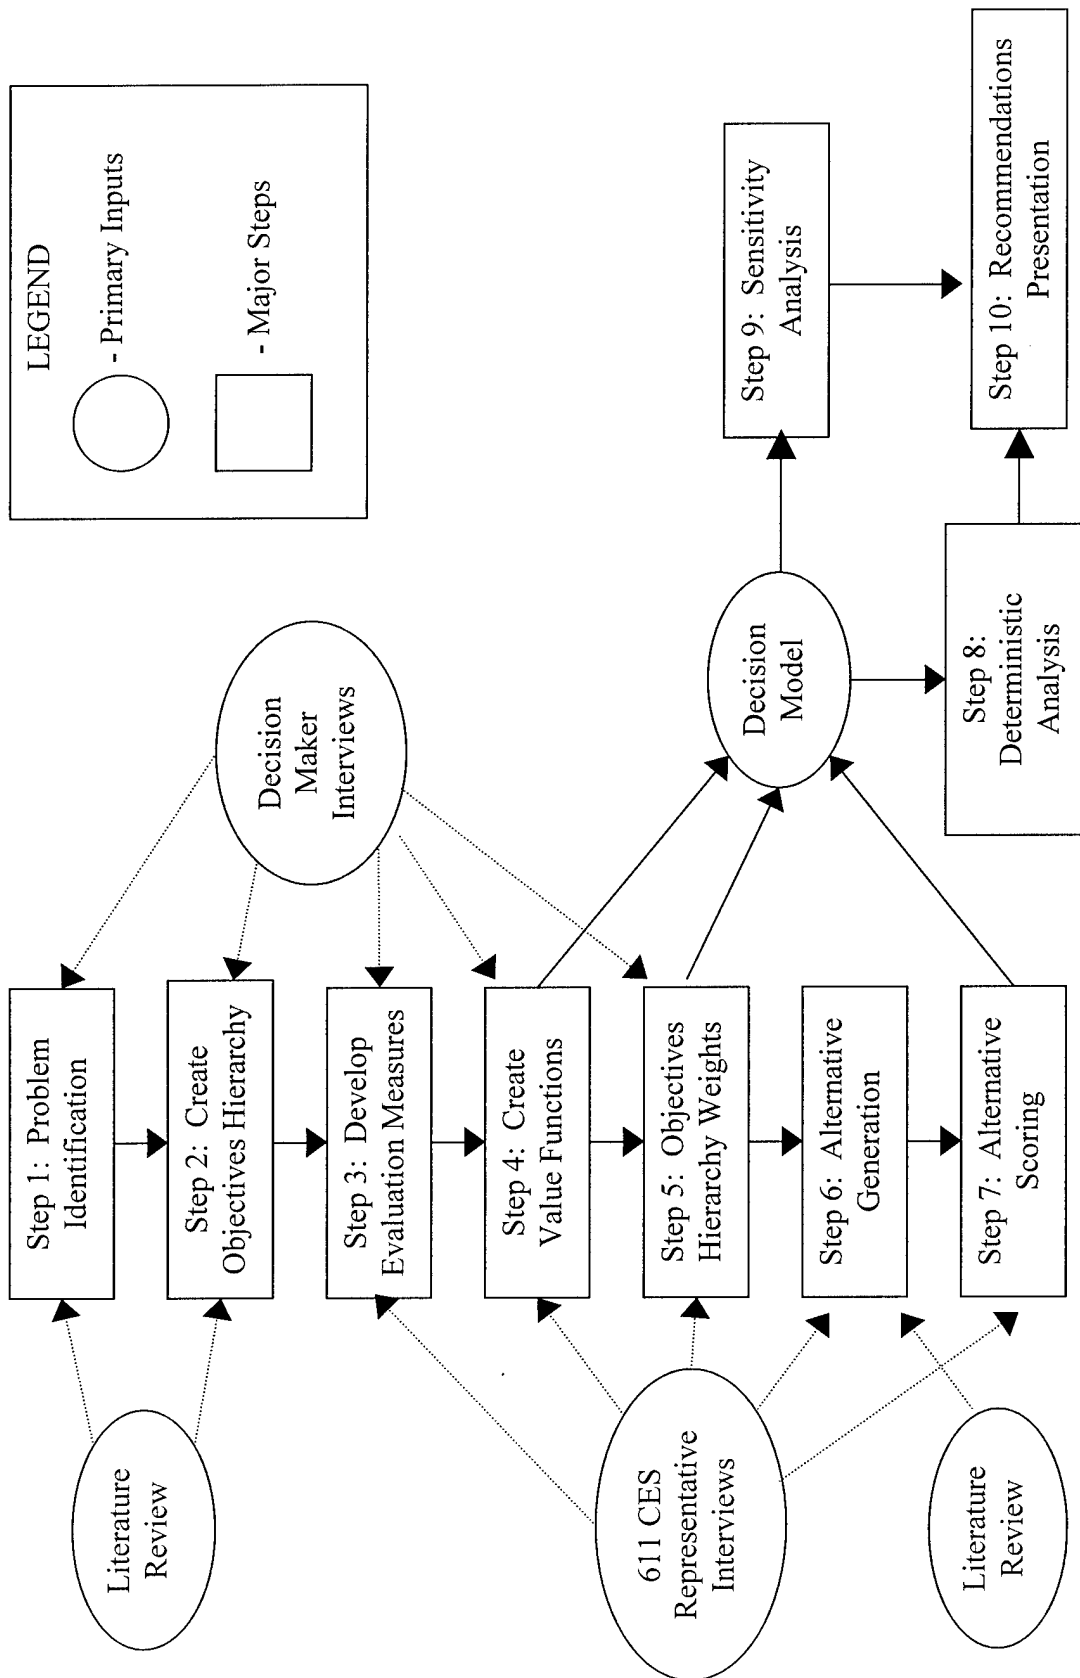 LEGEND
- Primary Inputs
- Major Steps
Literature
Review
Step 1: Problem
Identification
Step 2: Create
Objectives Hierarchy
Decision
Maker
Interviews
Step 3: Develop
Evaluation Measures
Step 4: Create
Value Functions
611 CES
Representative
Interviews
Step 5: Objectives
Hierarchy Weights
Step 6: Alternative
Generation
Literature
Review
Step 7: Alternative
Scoring
Decision
Model
Step 8:
Deterministic
Analysis
Step 9: Sensitivity
Analysis
Step 10: Recommendations
Presentation